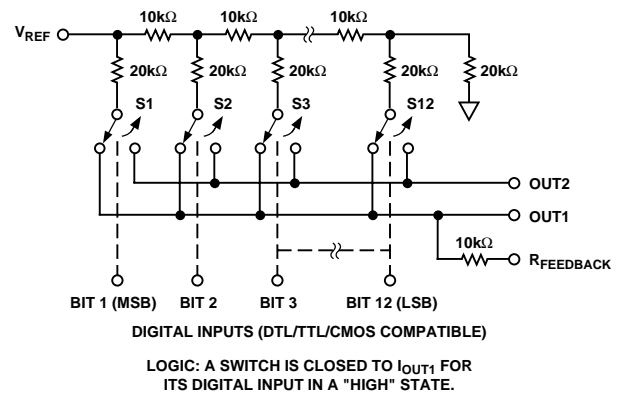 10kΩ 10kΩ 10kΩ
VREF
20kΩ 20kΩ 20kΩ 20kΩ 20kΩ
S1 S2 S3 S12
OUT2
OUT1
10kΩ
RFEEDBACK
BIT 1 (MSB) BIT 2 BIT 3 BIT 12 (LSB)
DIGITAL INPUTS (DTL/TTL/CMOS COMPATIBLE)
LOGIC: A SWITCH IS CLOSED TO IOUT1 FOR
ITS DIGITAL INPUT IN A "HIGH" STATE.